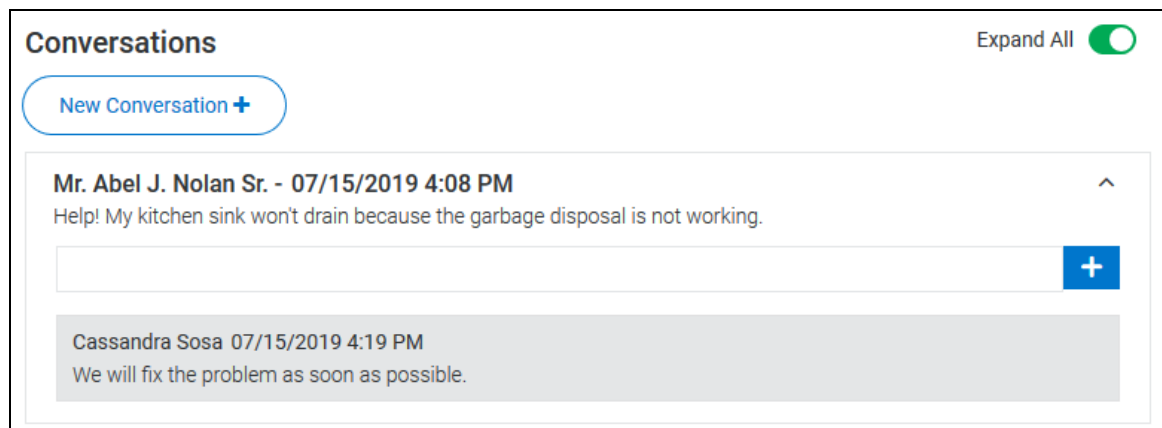 Conversations
Expand All
New Conversation +
Mr. Abel J. Nolan Sr. - 07/15/2019 4:08 PM
Help! My kitchen sink won't drain because the garbage disposal is not working.
+
Cassandra Sosa 07/15/2019 4:19 PM
We will fix the problem as soon as possible.